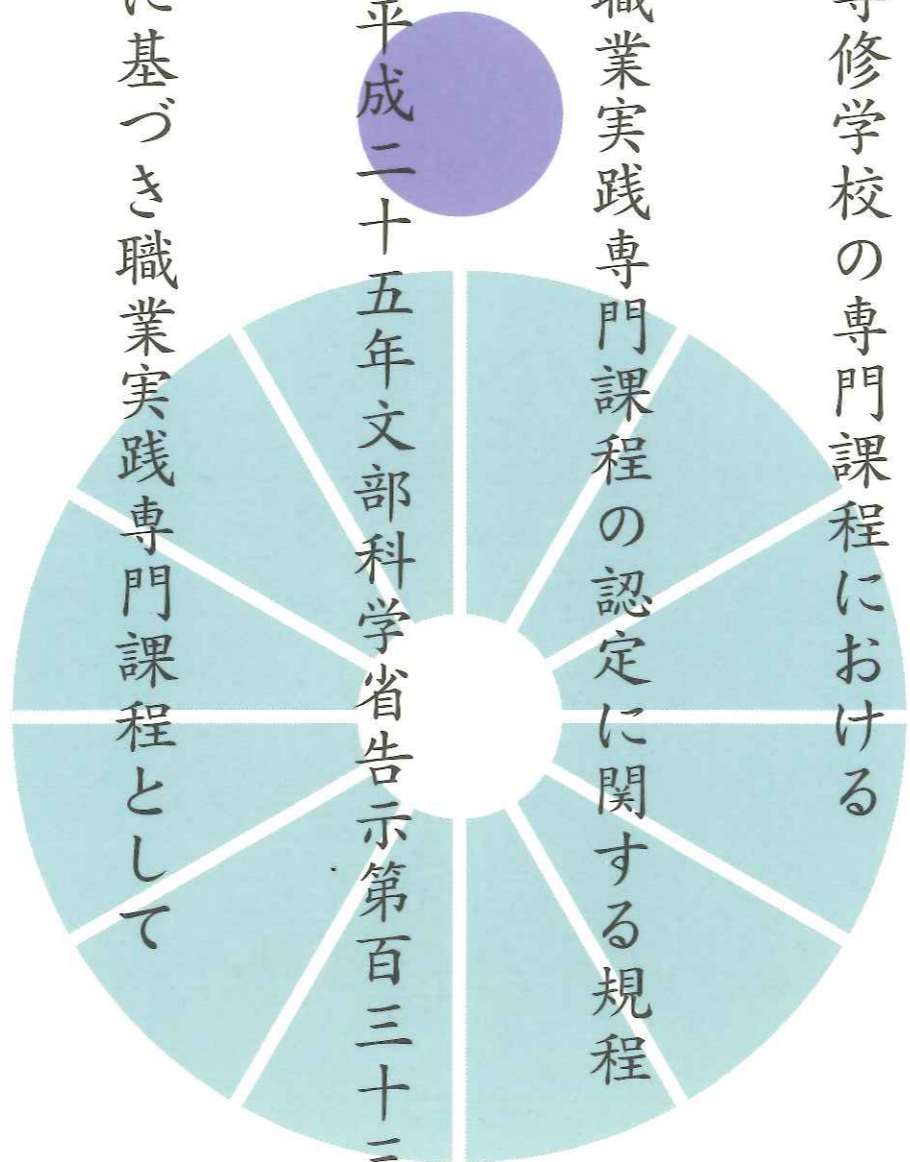 修学校の専門課程における
業実践専門課程の認定に関する規程
平成二十五年文部科学省告示第百三十
基づき職業実践専門課程として